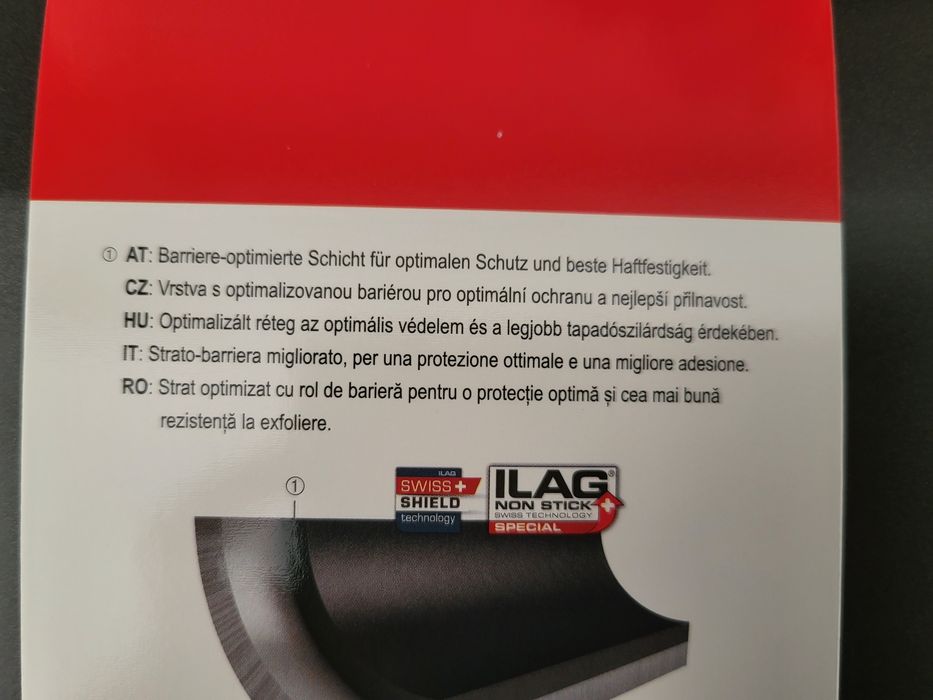 ① AT: Barriere-optimierte Schicht für optimalen Schutz und beste Haftfestigkeit.
CZ: Vrstva s optimalizovanou bariérou pro optimální ochranu a nejlepší přilnavost.
HU: Optimalizált réteg az optimális védelem és a legjobb tapadószilárdság érdekében.
IT: Strato-barriera migliorato, per una protezione ottimale e una migliore adesione.
RO: Strat optimizat cu rol de barieră pentru o protecție optimă și cea mai bună
rezistență la exfoliere.
①
ILAG
SWISS+
SHIELD
technology
ILAG®
NON STICK
SWISS TECHNOLOGY
SPECIAL